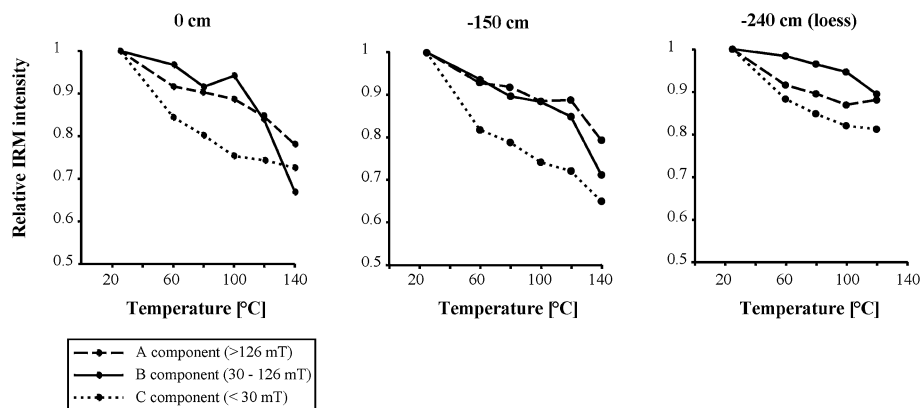 0 cm
-150 cm
-240 cm (loess)
Relative IRM intensity
1
0.9
0.8
0.7
0.6
0.5
20 60 100 140
Temperature [°C]
1
0.9
0.8
0.7
0.6
0.5
20 60 100 140
Temperature [°C]
1
0.9
0.8
0.7
0.6
0.5
20 60 100 140
Temperature [°C]
A component (>126 mT)
B component (30 - 126 mT)
C component (< 30 mT)